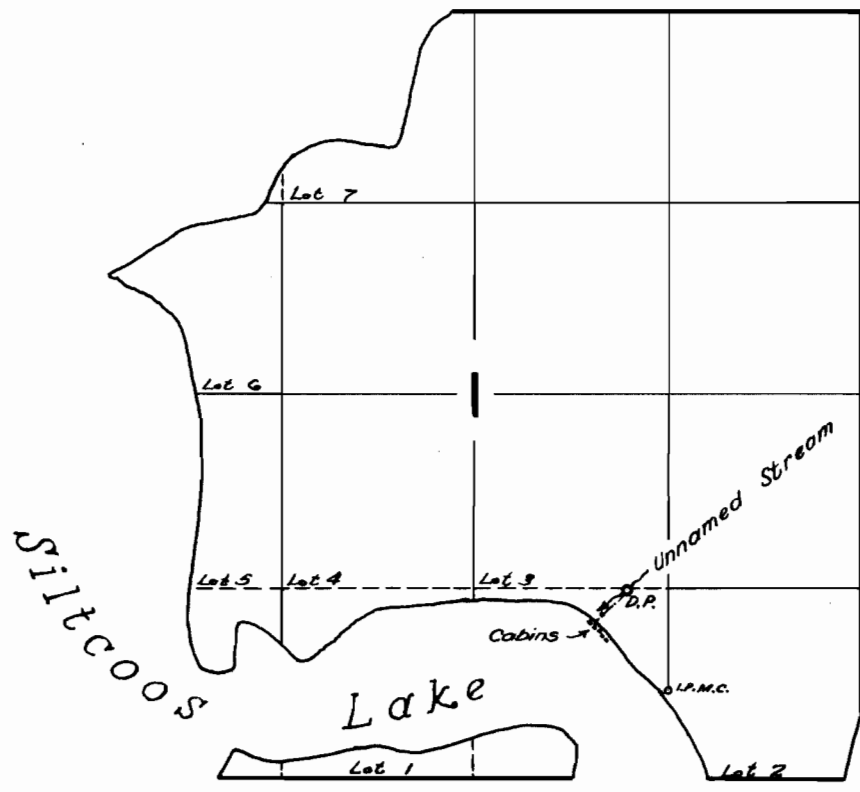 Lot 7
Lot 6
Unnamed Stream
Lot 5
Lot 4
Lot 3
D.P.
Cabins
Siltcoos
Lake
I.P.M.C.
Lot 1
Lot 2